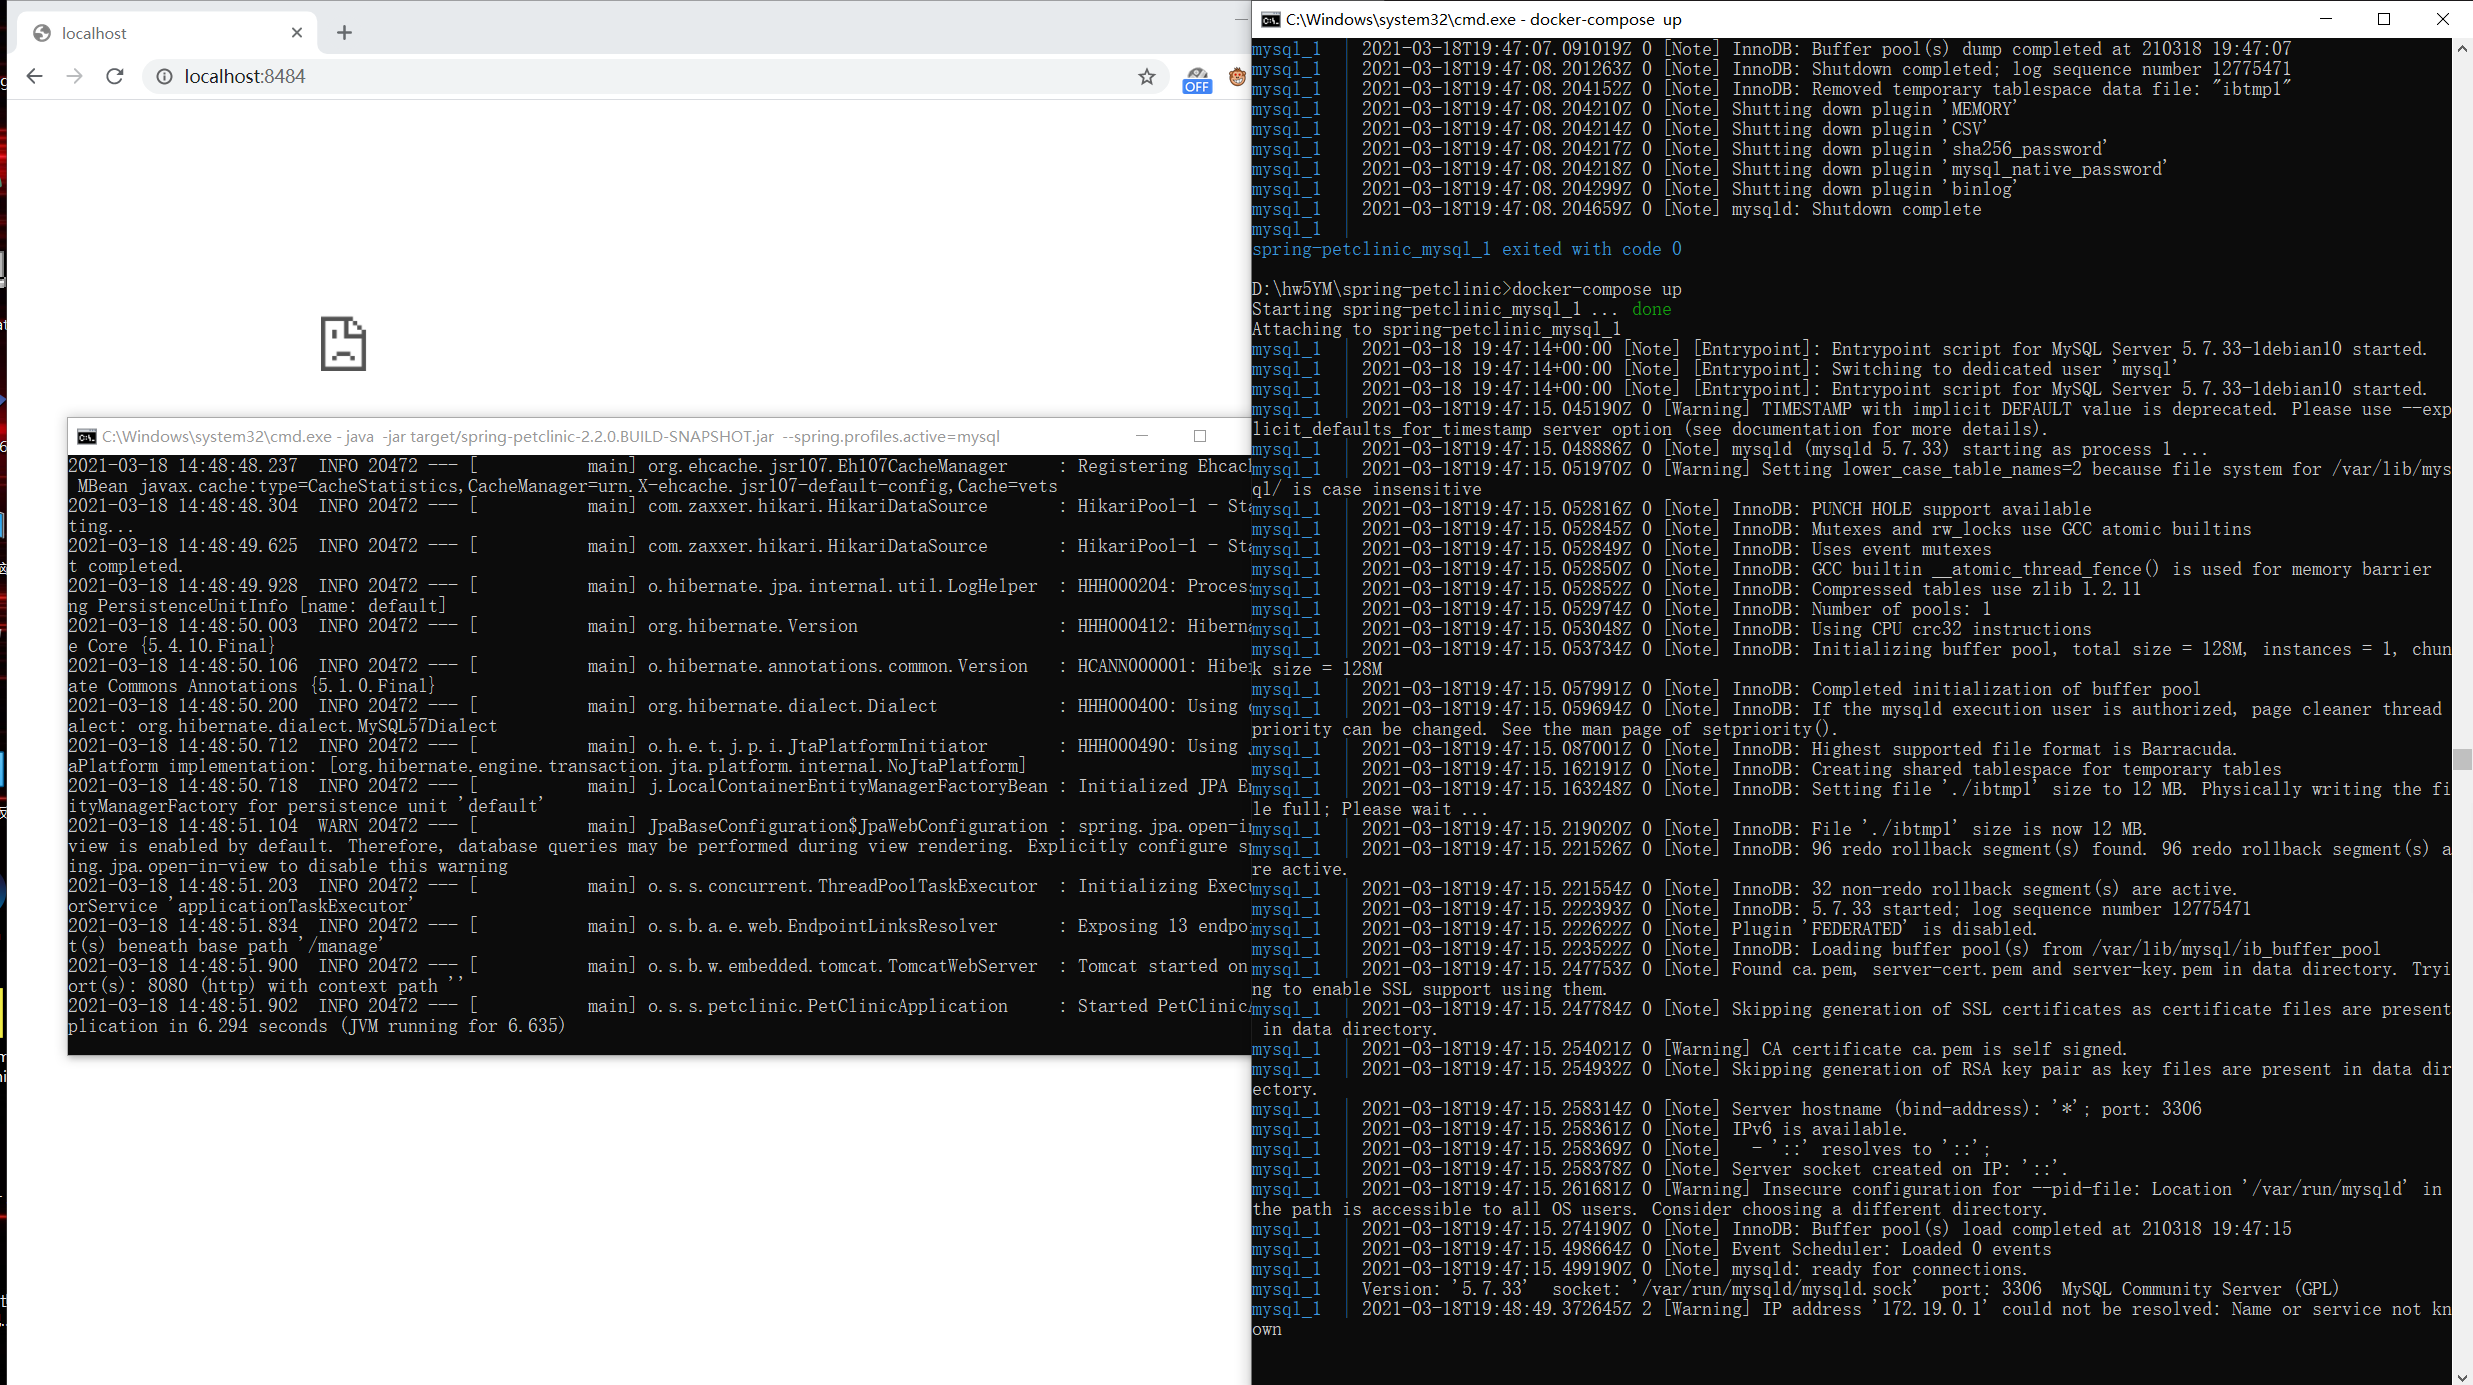 localhost
localhost:8484
OFF
C:\Windows\system32\cmd.exe - java  -jar target/spring-petclinic-2.2.0.BUILD-SNAPSHOT.jar  --spring.profiles.active=mysql
2021-03-18 14:48:48.237  INFO 20472 --- [           main] org.ehcache.jsr107.Eh107CacheManager     : Registering Ehcac
MBean javax.cache:type=CacheStatistics,CacheManager=urn.X-ehcache.jsr107-default-config,Cache=vets
2021-03-18 14:48:48.304  INFO 20472 --- [           main] com.zaxxer.hikari.HikariDataSource       : HikariPool-1 - Sta
ting...
2021-03-18 14:48:49.625  INFO 20472 --- [           main] com.zaxxer.hikari.HikariDataSource       : HikariPool-1 - Sta
t completed.
2021-03-18 14:48:49.928  INFO 20472 --- [           main] o.hibernate.jpa.internal.util.LogHelper  : HHH000204: Process
ng PersistenceUnitInfo [name: default]
2021-03-18 14:48:50.003  INFO 20472 --- [           main] org.hibernate.Version                    : HHH000412: Hiberna
e Core {5.4.10.Final}
2021-03-18 14:48:50.106  INFO 20472 --- [           main] o.hibernate.annotations.common.Version   : HCANN000001: Hiber
ate Commons Annotations {5.1.0.Final}
2021-03-18 14:48:50.200  INFO 20472 --- [           main] org.hibernate.dialect.Dialect            : HHH000400: Using
alect: org.hibernate.dialect.MySQL57Dialect
2021-03-18 14:48:50.712  INFO 20472 --- [           main] o.h.e.t.j.p.i.JtaPlatformInitiator       : HHH000490: Using
aPlatform implementation: [org.hibernate.engine.transaction.jta.platform.internal.NoJtaPlatform]
2021-03-18 14:48:50.718  INFO 20472 --- [           main] j.LocalContainerEntityManagerFactoryBean : Initialized JPA E
ityManagerFactory for persistence unit 'default'
2021-03-18 14:48:51.104  WARN 20472 --- [           main] JpaBaseConfiguration$JpaWebConfiguration : spring.jpa.open-i
view is enabled by default. Therefore, database queries may be performed during view rendering. Explicitly configure s
ing.jpa.open-in-view to disable this warning
2021-03-18 14:48:51.203  INFO 20472 --- [           main] o.s.s.concurrent.ThreadPoolTaskExecutor  : Initializing Exec
orService 'applicationTaskExecutor'
2021-03-18 14:48:51.834  INFO 20472 --- [           main] o.s.b.a.e.web.EndpointLinksResolver      : Exposing 13 endpo
t(s) beneath base path '/manage'
2021-03-18 14:48:51.900  INFO 20472 --- [           main] o.s.b.w.embedded.tomcat.TomcatWebServer  : Tomcat started on
ort(s): 8080 (http) with context path ''
2021-03-18 14:48:51.902  INFO 20472 --- [           main] o.s.s.petclinic.PetClinicApplication     : Started PetClinic
plication in 6.294 seconds (JVM running for 6.635)
C:\Windows\system32\cmd.exe - docker-compose  up
mysql_1  | 2021-03-18T19:47:07.091019Z 0 [Note] InnoDB: Buffer pool(s) dump completed at 210318 19:47:07
mysql_1  | 2021-03-18T19:47:08.201263Z 0 [Note] InnoDB: Shutdown completed; log sequence number 12775471
mysql_1  | 2021-03-18T19:47:08.204152Z 0 [Note] InnoDB: Removed temporary tablespace data file: "ibtmp1"
mysql_1  | 2021-03-18T19:47:08.204210Z 0 [Note] Shutting down plugin 'MEMORY'
mysql_1  | 2021-03-18T19:47:08.204214Z 0 [Note] Shutting down plugin 'CSV'
mysql_1  | 2021-03-18T19:47:08.204217Z 0 [Note] Shutting down plugin 'sha256_password'
mysql_1  | 2021-03-18T19:47:08.204218Z 0 [Note] Shutting down plugin 'mysql_native_password'
mysql_1  | 2021-03-18T19:47:08.204299Z 0 [Note] Shutting down plugin 'binlog'
mysql_1  | 2021-03-18T19:47:08.204659Z 0 [Note] mysqld: Shutdown complete
mysql_1  |
spring-petclinic_mysql_1 exited with code 0
D:\hw5YM\spring-petclinic>docker-compose up
Starting spring-petclinic_mysql_1 ... done
Attaching to spring-petclinic_mysql_1
mysql_1  | 2021-03-18 19:47:14+00:00 [Note] [Entrypoint]: Entrypoint script for MySQL Server 5.7.33-1debian10 started.
mysql_1  | 2021-03-18 19:47:14+00:00 [Note] [Entrypoint]: Switching to dedicated user 'mysql'
mysql_1  | 2021-03-18 19:47:14+00:00 [Note] [Entrypoint]: Entrypoint script for MySQL Server 5.7.33-1debian10 started.
mysql_1  | 2021-03-18T19:47:15.045190Z 0 [Warning] TIMESTAMP with implicit DEFAULT value is deprecated. Please use --exp
licit_defaults_for_timestamp server option (see documentation for more details).
mysql_1  | 2021-03-18T19:47:15.048886Z 0 [Note] mysqld (mysqld 5.7.33) starting as process 1 ...
mysql_1  | 2021-03-18T19:47:15.051970Z 0 [Warning] Setting lower_case_table_names=2 because file system for /var/lib/mys
ql/ is case insensitive
mysql_1  | 2021-03-18T19:47:15.052816Z 0 [Note] InnoDB: PUNCH HOLE support available
mysql_1  | 2021-03-18T19:47:15.052845Z 0 [Note] InnoDB: Mutexes and rw_locks use GCC atomic builtins
mysql_1  | 2021-03-18T19:47:15.052849Z 0 [Note] InnoDB: Uses event mutexes
mysql_1  | 2021-03-18T19:47:15.052850Z 0 [Note] InnoDB: GCC builtin __atomic_thread_fence() is used for memory barrier
mysql_1  | 2021-03-18T19:47:15.052852Z 0 [Note] InnoDB: Compressed tables use zlib 1.2.11
mysql_1  | 2021-03-18T19:47:15.052974Z 0 [Note] InnoDB: Number of pools: 1
mysql_1  | 2021-03-18T19:47:15.053048Z 0 [Note] InnoDB: Using CPU crc32 instructions
mysql_1  | 2021-03-18T19:47:15.053734Z 0 [Note] InnoDB: Initializing buffer pool, total size = 128M, instances = 1, chun
k size = 128M
mysql_1  | 2021-03-18T19:47:15.057991Z 0 [Note] InnoDB: Completed initialization of buffer pool
mysql_1  | 2021-03-18T19:47:15.059694Z 0 [Note] InnoDB: If the mysqld execution user is authorized, page cleaner thread
priority can be changed. See the man page of setpriority().
mysql_1  | 2021-03-18T19:47:15.087001Z 0 [Note] InnoDB: Highest supported file format is Barracuda.
mysql_1  | 2021-03-18T19:47:15.162191Z 0 [Note] InnoDB: Creating shared tablespace for temporary tables
mysql_1  | 2021-03-18T19:47:15.163248Z 0 [Note] InnoDB: Setting file './ibtmp1' size to 12 MB. Physically writing the fi
le full; Please wait ...
mysql_1  | 2021-03-18T19:47:15.219020Z 0 [Note] InnoDB: File './ibtmp1' size is now 12 MB.
mysql_1  | 2021-03-18T19:47:15.221526Z 0 [Note] InnoDB: 96 redo rollback segment(s) found. 96 redo rollback segment(s) a
re active.
mysql_1  | 2021-03-18T19:47:15.221554Z 0 [Note] InnoDB: 32 non-redo rollback segment(s) are active.
mysql_1  | 2021-03-18T19:47:15.222393Z 0 [Note] InnoDB: 5.7.33 started; log sequence number 12775471
mysql_1  | 2021-03-18T19:47:15.222622Z 0 [Note] Plugin 'FEDERATED' is disabled.
mysql_1  | 2021-03-18T19:47:15.223522Z 0 [Note] InnoDB: Loading buffer pool(s) from /var/lib/mysql/ib_buffer_pool
mysql_1  | 2021-03-18T19:47:15.247753Z 0 [Note] Found ca.pem, server-cert.pem and server-key.pem in data directory. Tryi
ng to enable SSL support using them.
mysql_1  | 2021-03-18T19:47:15.247784Z 0 [Note] Skipping generation of SSL certificates as certificate files are present
in data directory.
mysql_1  | 2021-03-18T19:47:15.254021Z 0 [Warning] CA certificate ca.pem is self signed.
mysql_1  | 2021-03-18T19:47:15.254932Z 0 [Note] Skipping generation of RSA key pair as key files are present in data dir
ectory.
mysql_1  | 2021-03-18T19:47:15.258314Z 0 [Note] Server hostname (bind-address): '*'; port: 3306
mysql_1  | 2021-03-18T19:47:15.258361Z 0 [Note] IPv6 is available.
mysql_1  | 2021-03-18T19:47:15.258369Z 0 [Note]   - '::' resolves to '::';
mysql_1  | 2021-03-18T19:47:15.258378Z 0 [Note] Server socket created on IP: '::'.
mysql_1  | 2021-03-18T19:47:15.261681Z 0 [Warning] Insecure configuration for --pid-file: Location '/var/run/mysqld' in
the path is accessible to all OS users. Consider choosing a different directory.
mysql_1  | 2021-03-18T19:47:15.274190Z 0 [Note] InnoDB: Buffer pool(s) load completed at 210318 19:47:15
mysql_1  | 2021-03-18T19:47:15.498664Z 0 [Note] Event Scheduler: Loaded 0 events
mysql_1  | 2021-03-18T19:47:15.499190Z 0 [Note] mysqld: ready for connections.
mysql_1  | Version: '5.7.33'  socket: '/var/run/mysqld/mysqld.sock'  port: 3306  MySQL Community Server (GPL)
mysql_1  | 2021-03-18T19:48:49.372645Z 2 [Warning] IP address '172.19.0.1' could not be resolved: Name or service not kn
own